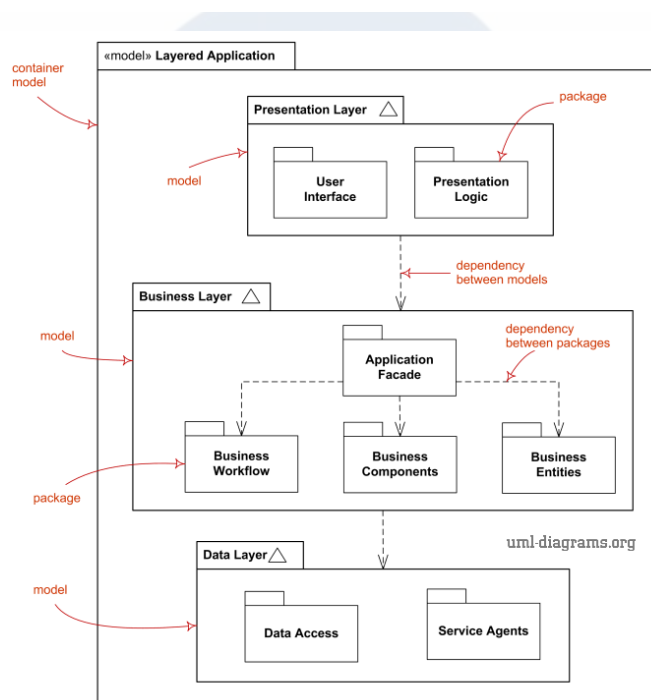 «model» Layered Application
container
model
Presentation Layer
package
model
User
Interface
Presentation
Logic
dependency
between models
Business Layer
model
dependency
between packages
Application
Facade
Business
Workflow
Business
Components
Business
Entities
package
uml-diagrams.org
Data Layer
model
Data Access
Service Agents